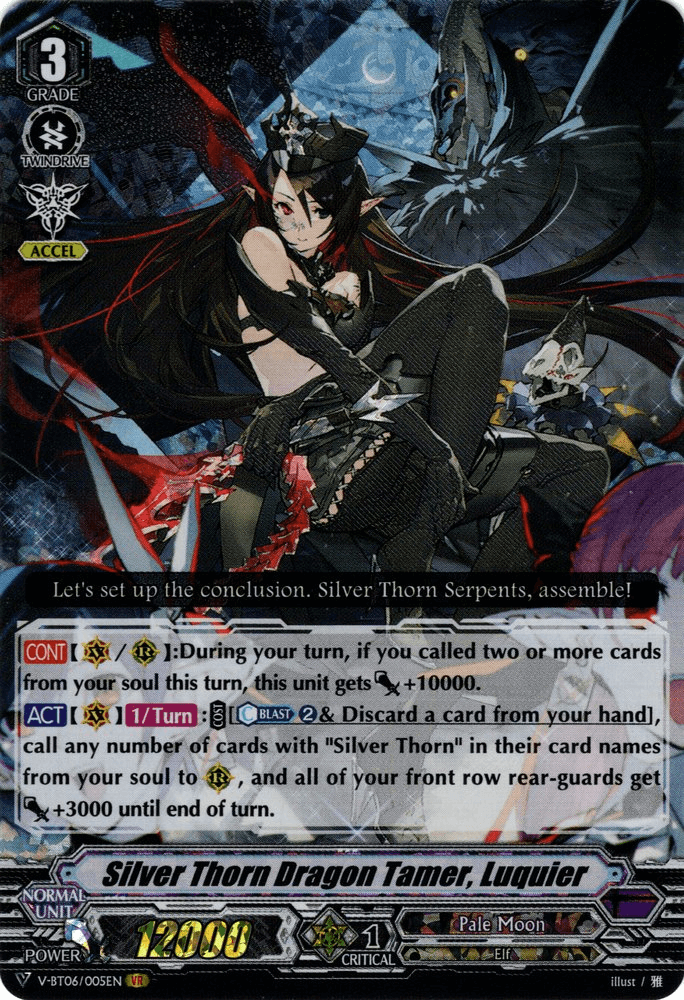 3
GRADE
TWINDRIVE
ACCEL
Let's set up the conclusion. Silver Thorn Serpents, assemble!
CONT【V/R】:During your turn, if you called two or more cards
from your soul this turn, this unit gets +10000.
ACT【V】1/Turn :COST[C BLAST 2 & Discard a card from your hand],
call any number of cards with "Silver Thorn" in their card names
from your soul to R, and all of your front row rear-guards get
+3000 until end of turn.
Silver Thorn Dragon Tamer, Luquier
NORMAL
UNIT
POWER
12000
1
CRITICAL
Pale Moon
Elf
V-BT06/005EN VR
illust / 雅